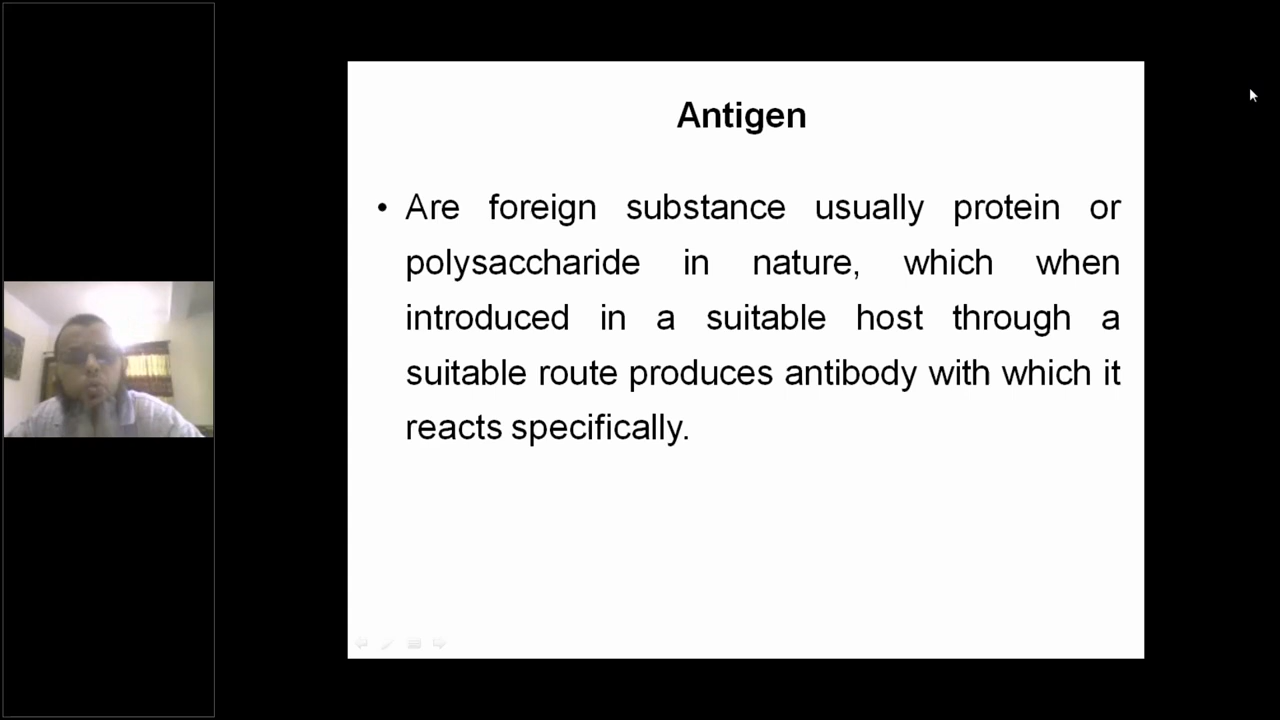 Antigen
• Are foreign substance usually protein or
polysaccharide in nature, which when
introduced in a suitable host through a
suitable route produces antibody with which it
reacts specifically.